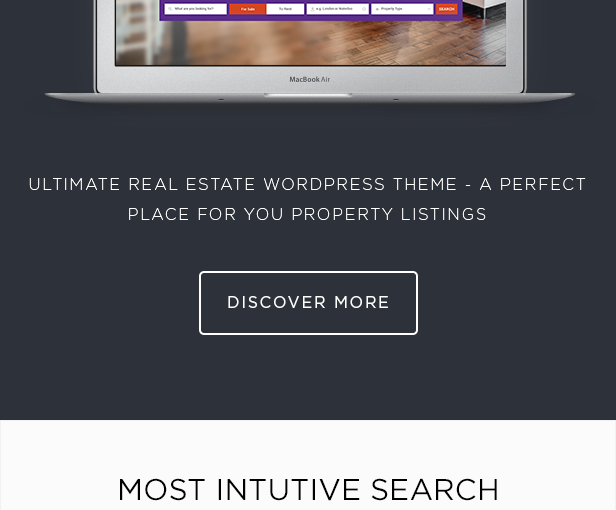 What are you looking for? For Sale To Rent e.g. London or Waterloo Property Type SEARCH
MacBook Air
ULTIMATE REAL ESTATE WORDPRESS THEME - A PERFECT
PLACE FOR YOU PROPERTY LISTINGS
DISCOVER MORE
MOST INTUTIVE SEARCH